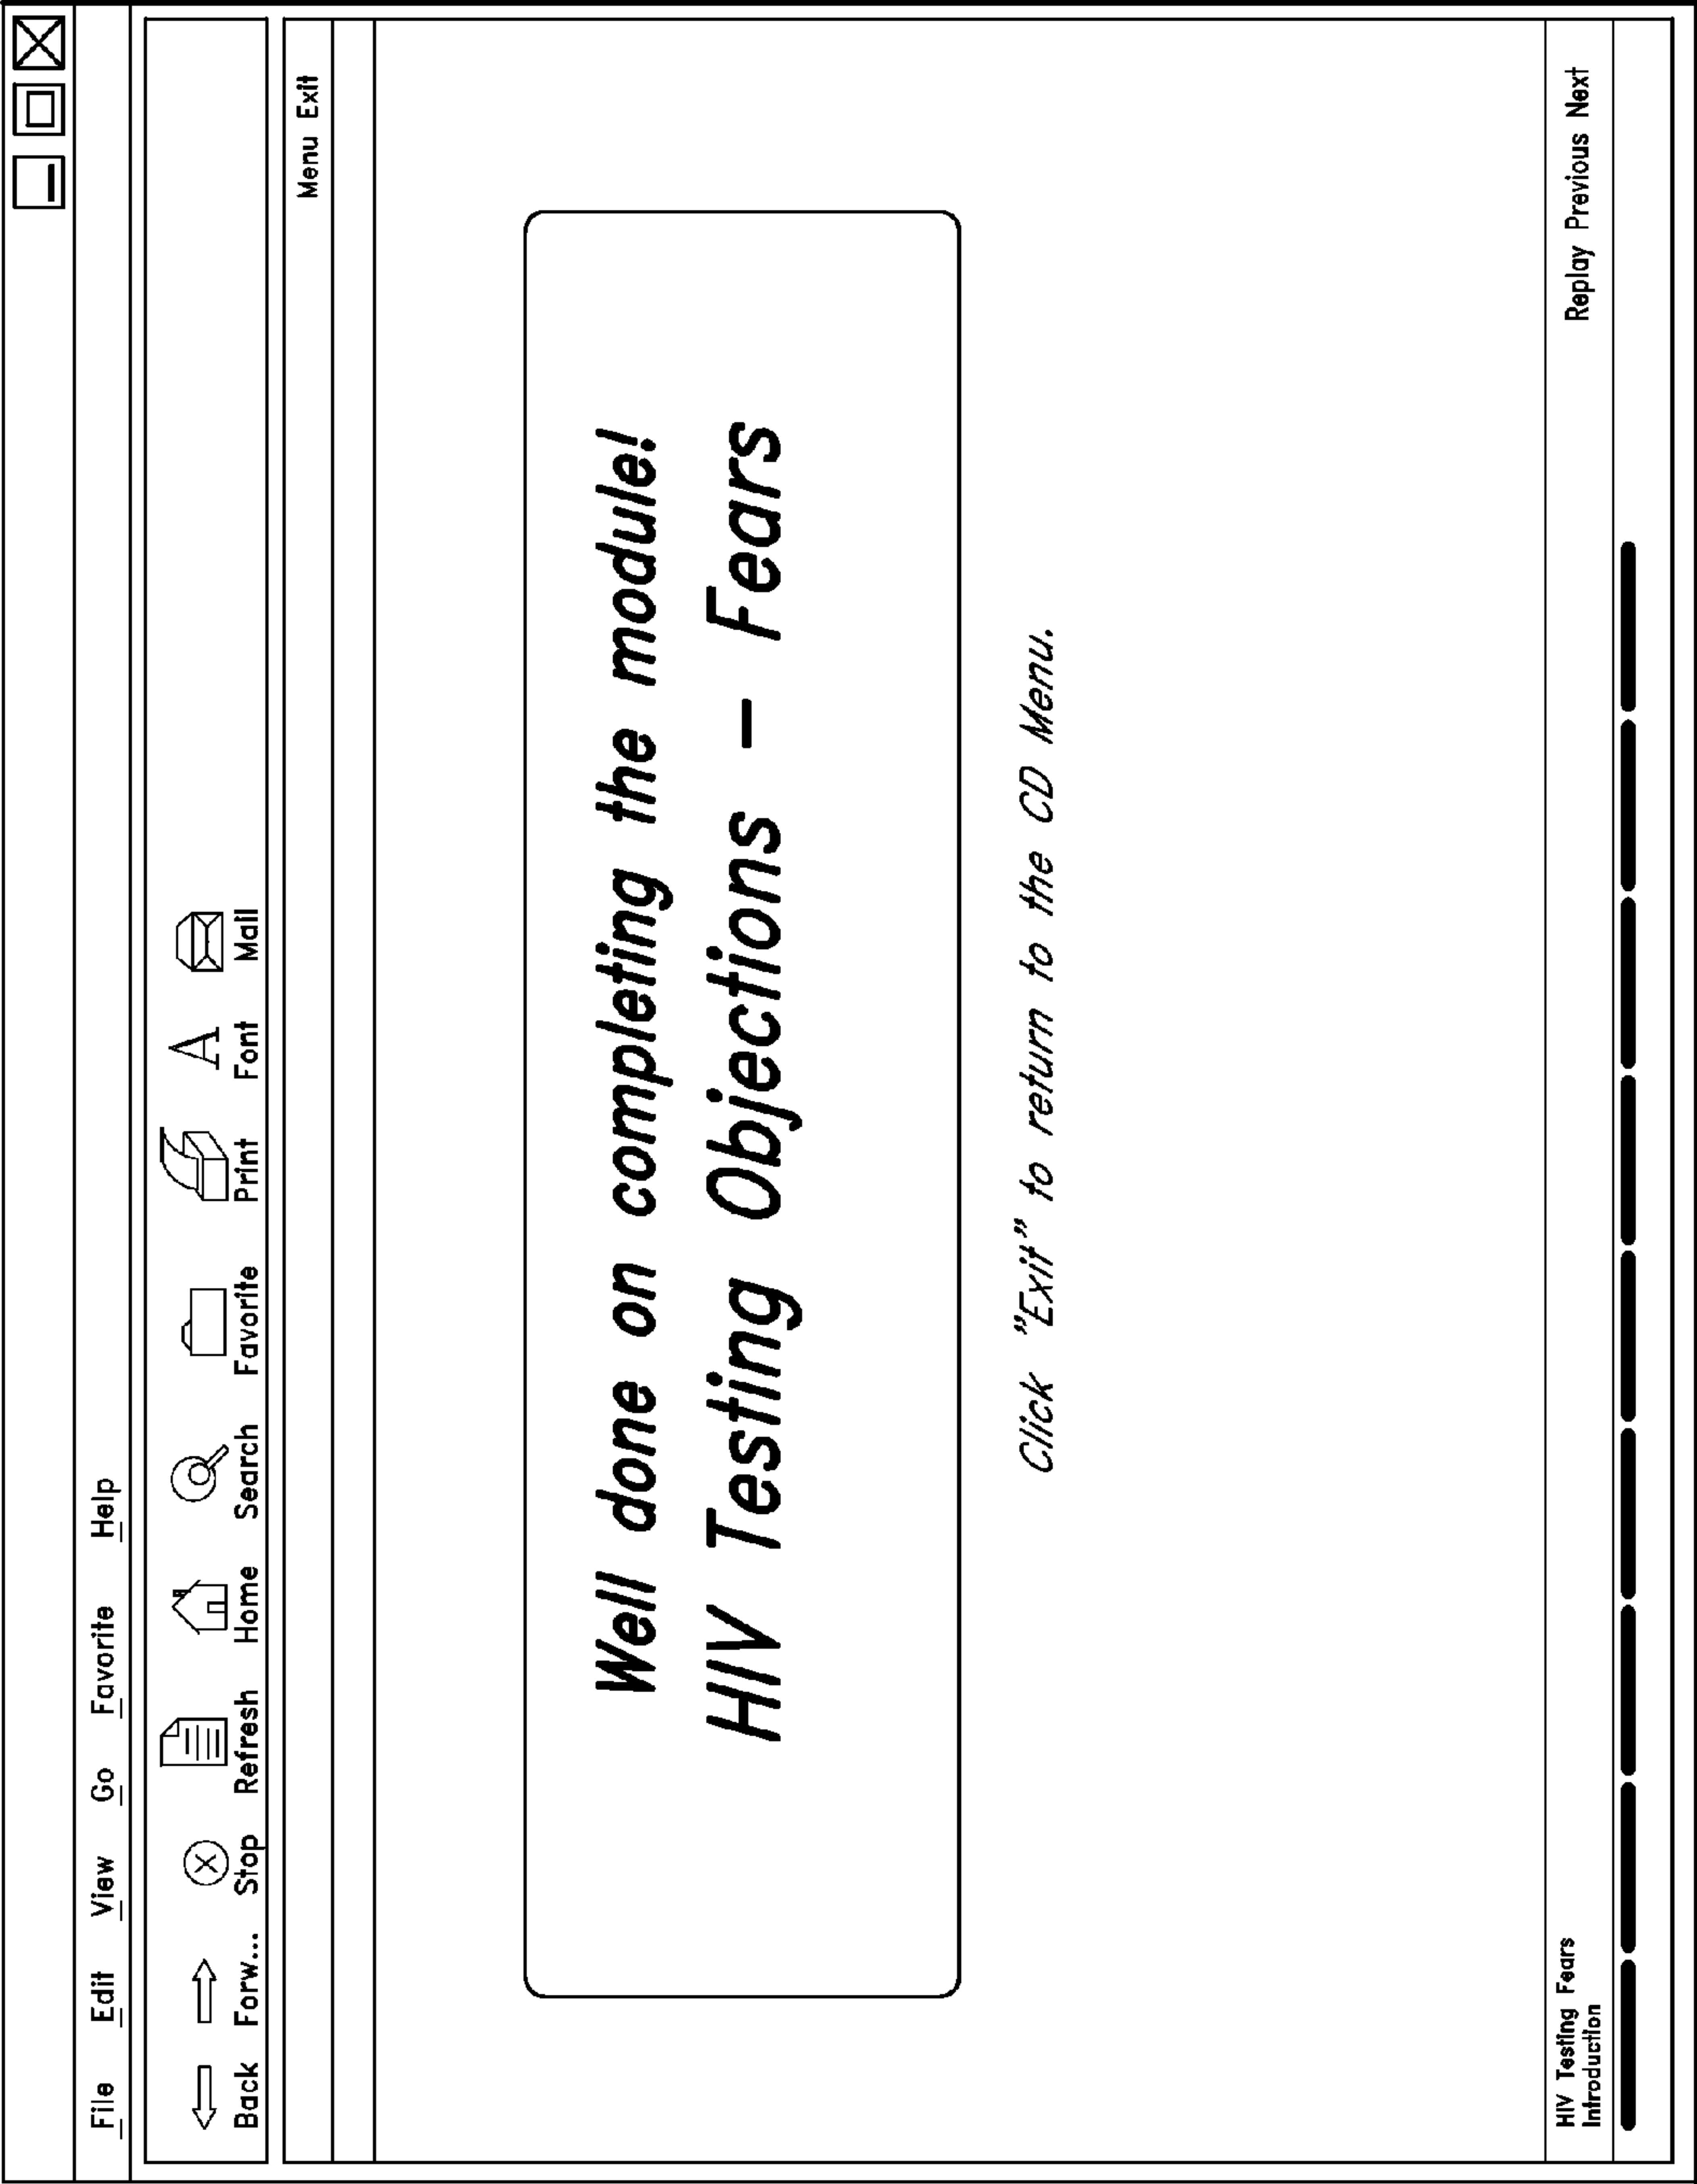 File Edit View Go Favorite Help
Back Forw... Stop Refresh Home Search Favorite Print Font Mail
Menu Exit
Well done on completing the module!
HIV Testing Objections – Fears
Click "Exit" to return to the CD Menu.
HIV Testing Fears
Introduction
Replay Previous Next